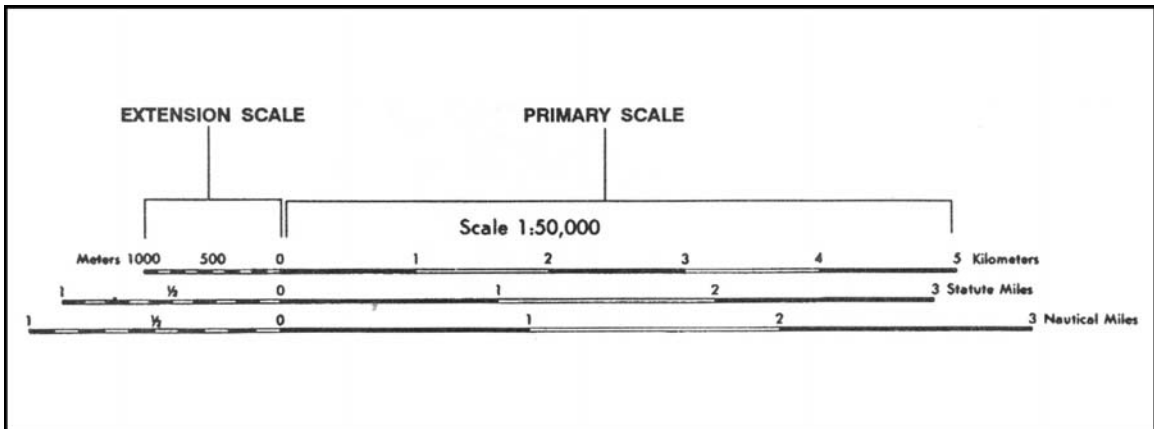 EXTENSION SCALE PRIMARY SCALE
Scale 1:50,000
Meters 1000 500 0 1 2 3 4 5 Kilometers
1 ½ 0 1 2 3 Statute Miles
1 ½ 0 1 2 3 Nautical Miles